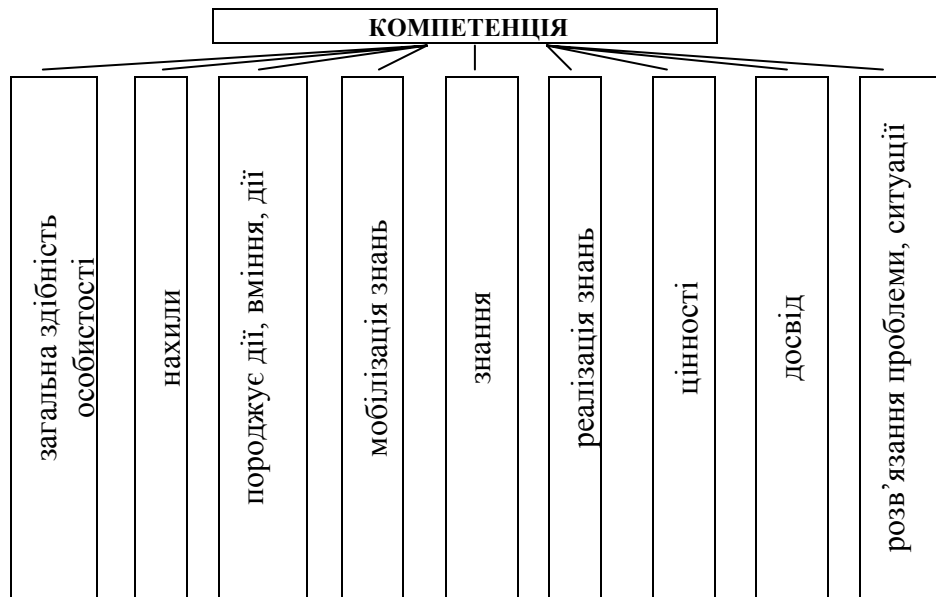 КОМПЕТЕНЦІЯ
загальна здібність
особистості
нахили
породжує дії, вміння, дії
мобілізація знань
знання
реалізація знань
цінності
досвід
розв’язання проблеми, ситуації